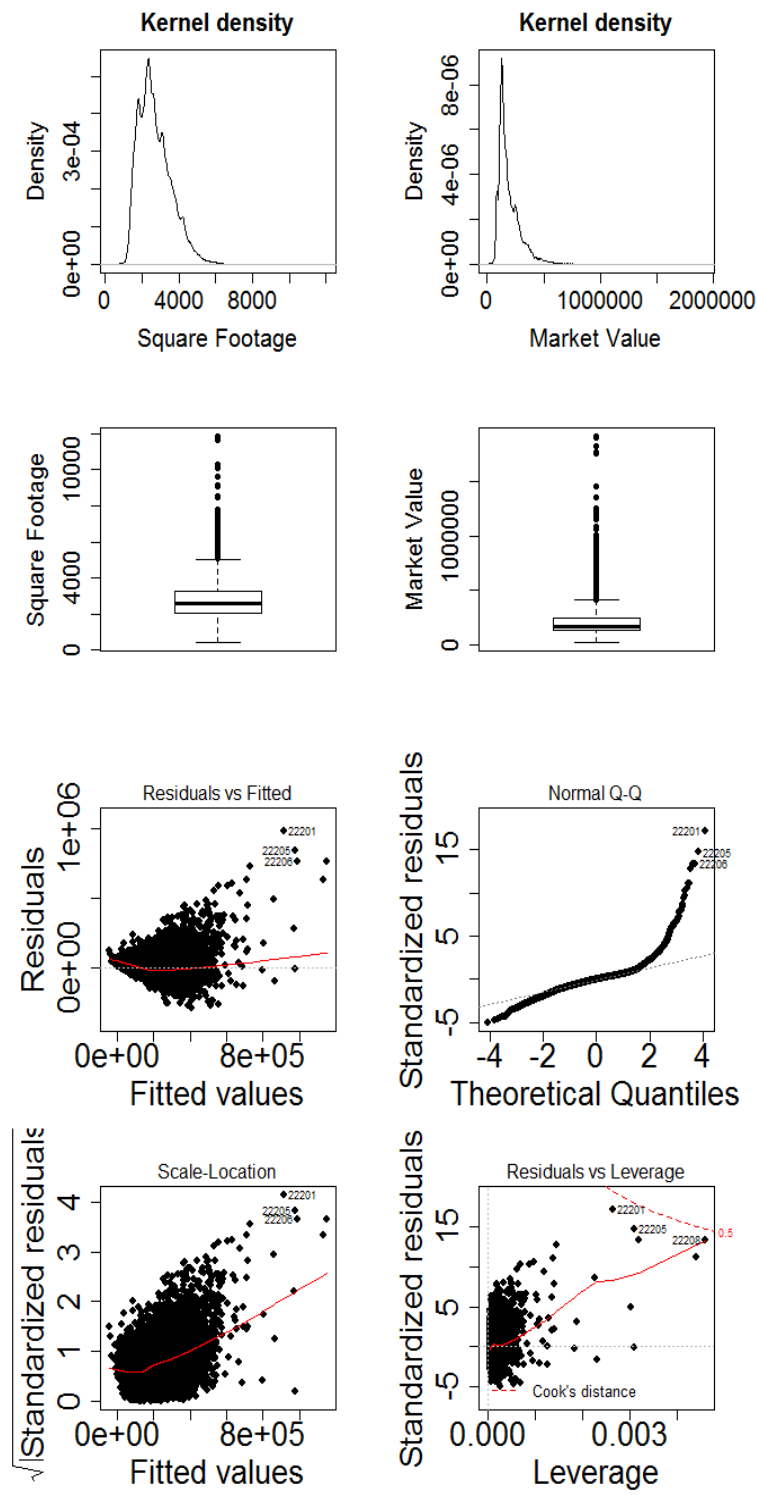 Kernel density
Density
0e+00 3e-04
0 4000 8000
Square Footage
Kernel density
Density
0e+00 4e-06 8e-06
0 1000000 2000000
Market Value
Square Footage
0 4000 10000
Market Value
0 1000000
Residuals vs Fitted
Residuals
0e+00 1e+06
22201
22205
22206
0e+00 8e+05
Fitted values
Normal Q-Q
Standardized residuals
-5 5 15
22201
22205
22206
-4 -2 0 2 4
Theoretical Quantiles
Scale-Location
√|Standardized residuals
0 1 2 3 4
22201
22205
22206
0e+00 8e+05
Fitted values
Residuals vs Leverage
Standardized residuals
-5 5 15
22201
22205
22208
0.5
Cook's distance
0.000 0.003
Leverage